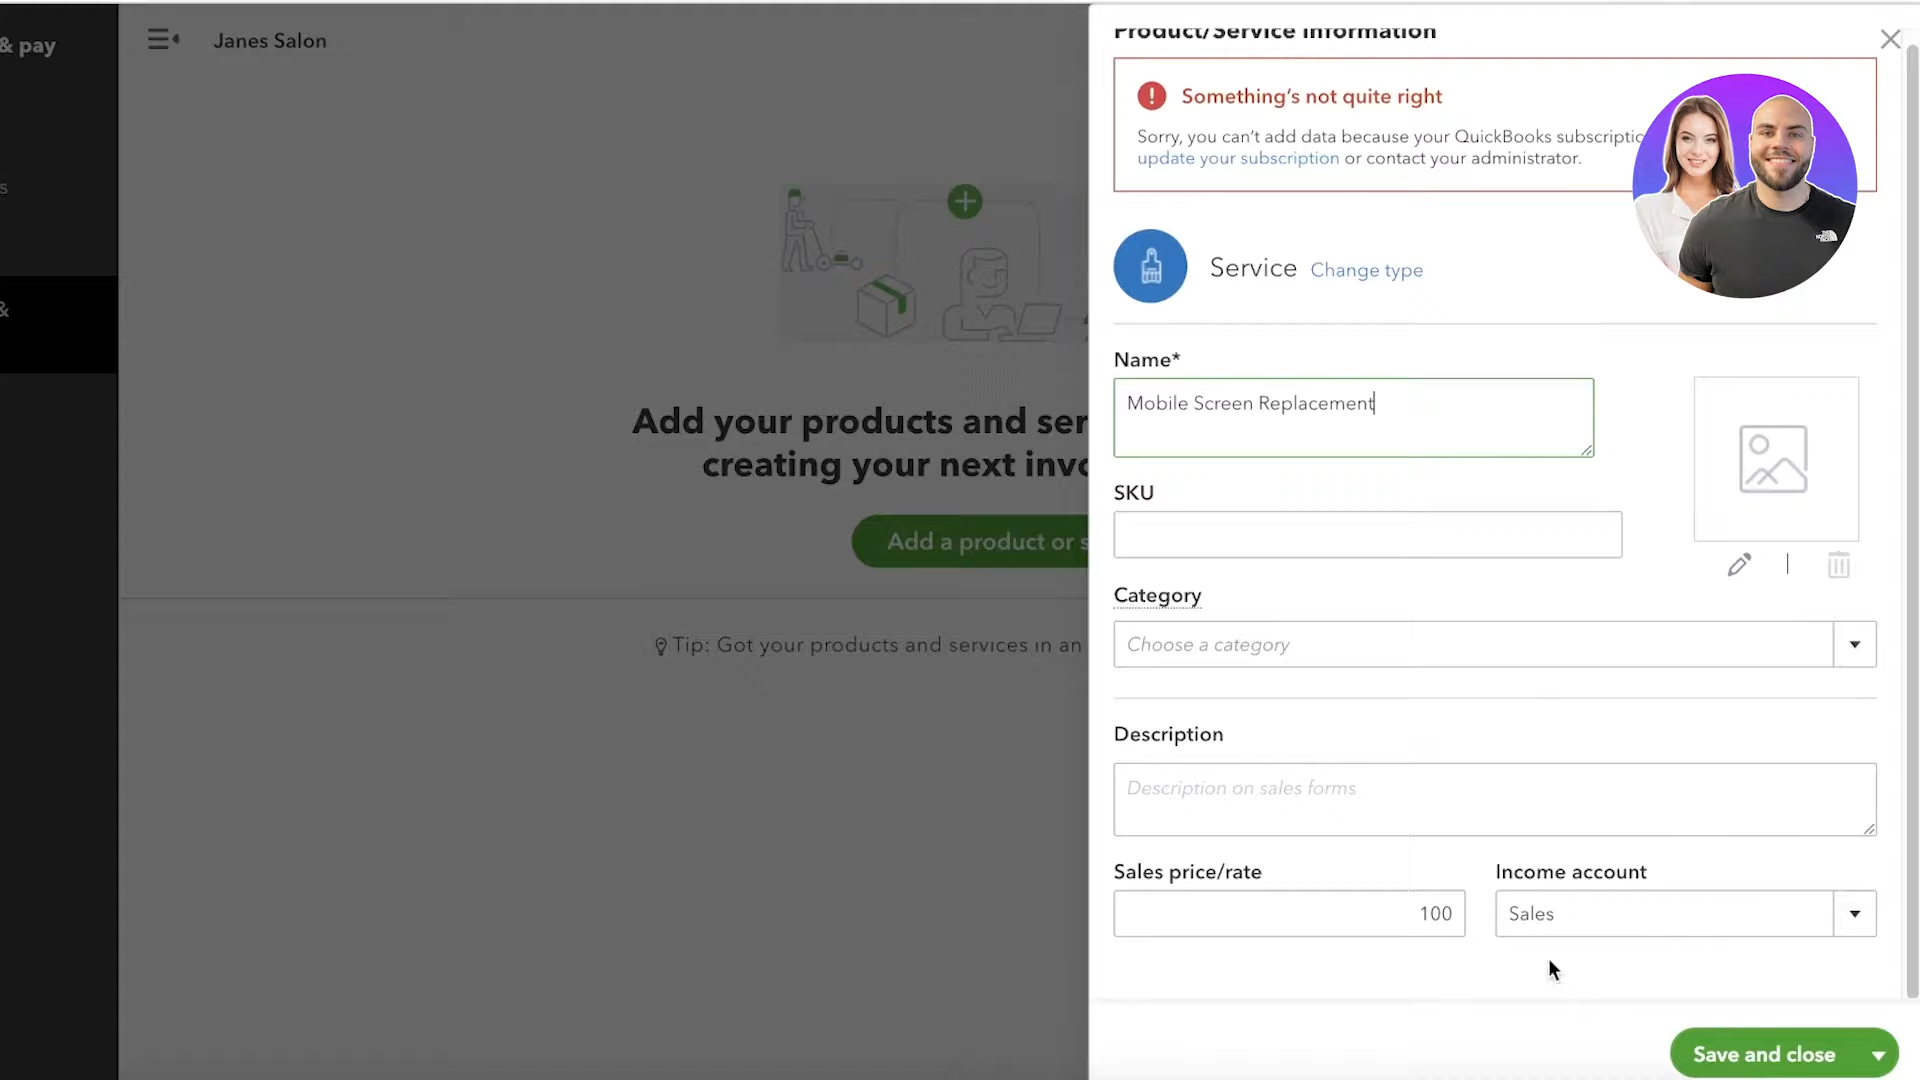 & pay
Janes Salon
Product/Service information
Something's not quite right
Sorry, you can't add data because your QuickBooks subscriptio
update your subscription or contact your administrator.
s
&
Service Change type
Name*
Mobile Screen Replacement
Add your products and ser
creating your next invo
SKU
Add a product or s
Category
Choose a category
Tip: Got your products and services in an
Description
Description on sales forms
Sales price/rate
Income account
100
Sales
Save and close